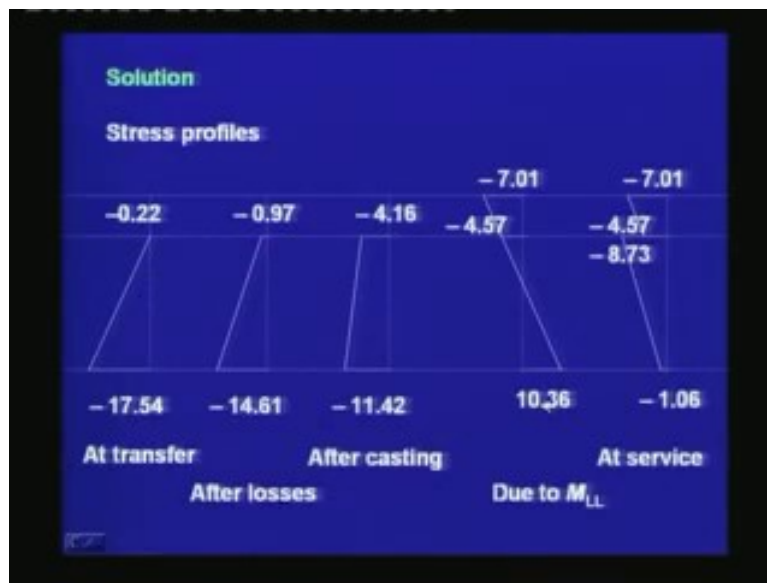 Solution
Stress profiles
– 7.01 – 7.01
–0.22 – 0.97 – 4.16 – 4.57 – 4.57
– 8.73
– 17.54 – 14.61 – 11.42 10.36 – 1.06
At transfer After casting At service
After losses Due to MLL